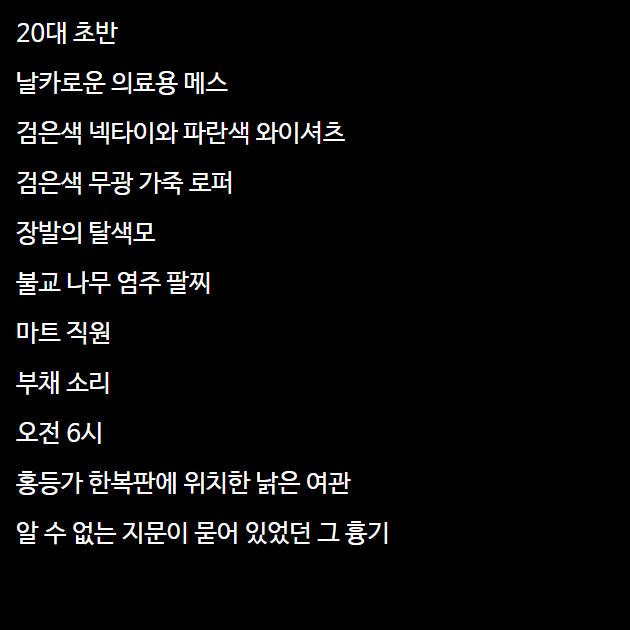 20대 초반
날카로운 의료용 메스
검은색 넥타이와 파란색 와이셔츠
검은색 무광 가죽 로퍼
장발의 탈색모
불교 나무 염주 팔찌
마트 직원
부채 소리
오전 6시
홍등가 한복판에 위치한 낡은 여관
알 수 없는 지문이 묻어 있었던 그 흉기